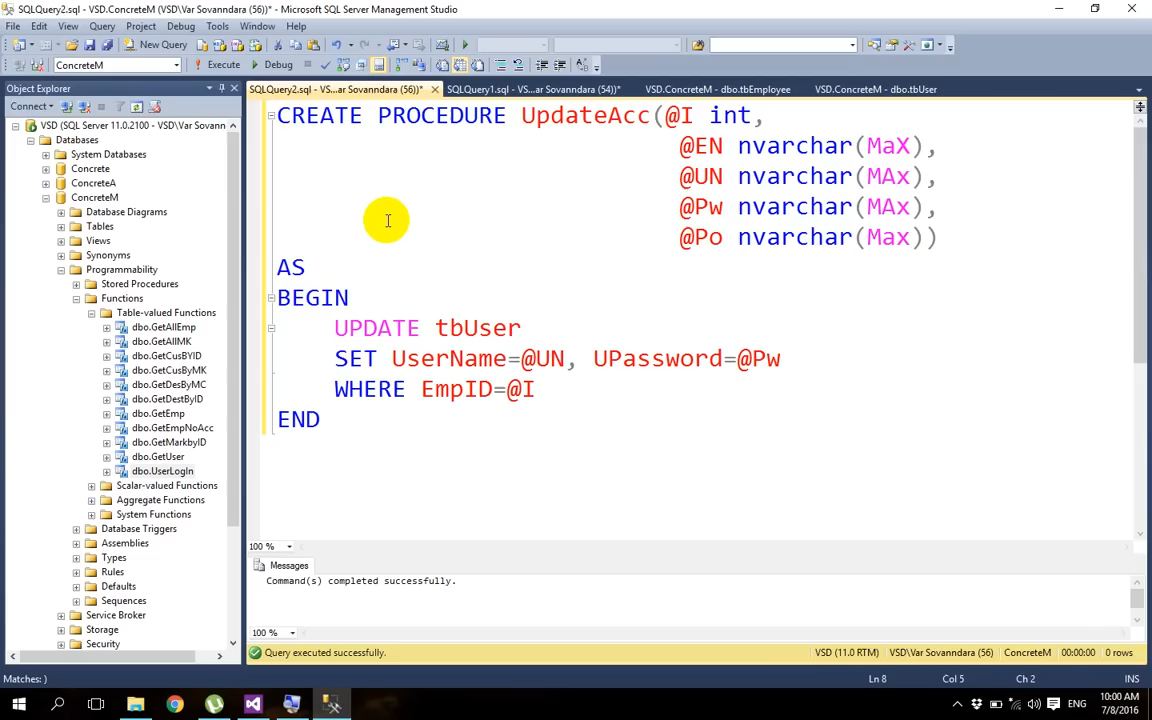 SQLQuery2.sql - VSD.ConcreteM (VSD\Var Sovanndara (56))* - Microsoft SQL Server Management Studio
File Edit View Query Project Debug Tools Window Help
New Query
ConcreteM Execute Debug
Object Explorer
SQLQuery2.sql - VS...ar Sovanndara (56))* SQLQuery1.sql - VS...ar Sovanndara (54))* VSD.ConcreteM - dbo.tbEmployee VSD.ConcreteM - dbo.tbUser
Connect
VSD (SQL Server 11.0.2100 - VSD\Var Sovann
Databases
System Databases
Concrete
ConcreteA
ConcreteM
Database Diagrams
Tables
Views
Synonyms
Programmability
Stored Procedures
Functions
Table-valued Functions
dbo.GetAllEmp
dbo.GetAllMK
dbo.GetCusBYID
dbo.GetCusByMK
dbo.GetDesByMC
dbo.GetDestByID
dbo.GetEmp
dbo.GetEmpNoAcc
dbo.GetMarkbyID
dbo.GetUser
dbo.UserLogIn
Scalar-valued Functions
Aggregate Functions
System Functions
Database Triggers
Assemblies
Types
Rules
Defaults
Sequences
Service Broker
Storage
Security
CREATE PROCEDURE UpdateAcc(@I int,
@EN nvarchar(MaX),
@UN nvarchar(MAx),
@Pw nvarchar(MAx),
@Po nvarchar(Max))
AS
BEGIN
UPDATE tbUser
SET UserName=@UN, UPassword=@Pw
WHERE EmpID=@I
END
100 %
Messages
Command(s) completed successfully.
100 %
Query executed successfully. VSD (11.0 RTM) VSD\Var Sovanndara (56) ConcreteM 00:00:00 0 rows
Matches: ) Ln 8 Col 5 Ch 2 INS
ENG
10:00 AM
7/8/2016